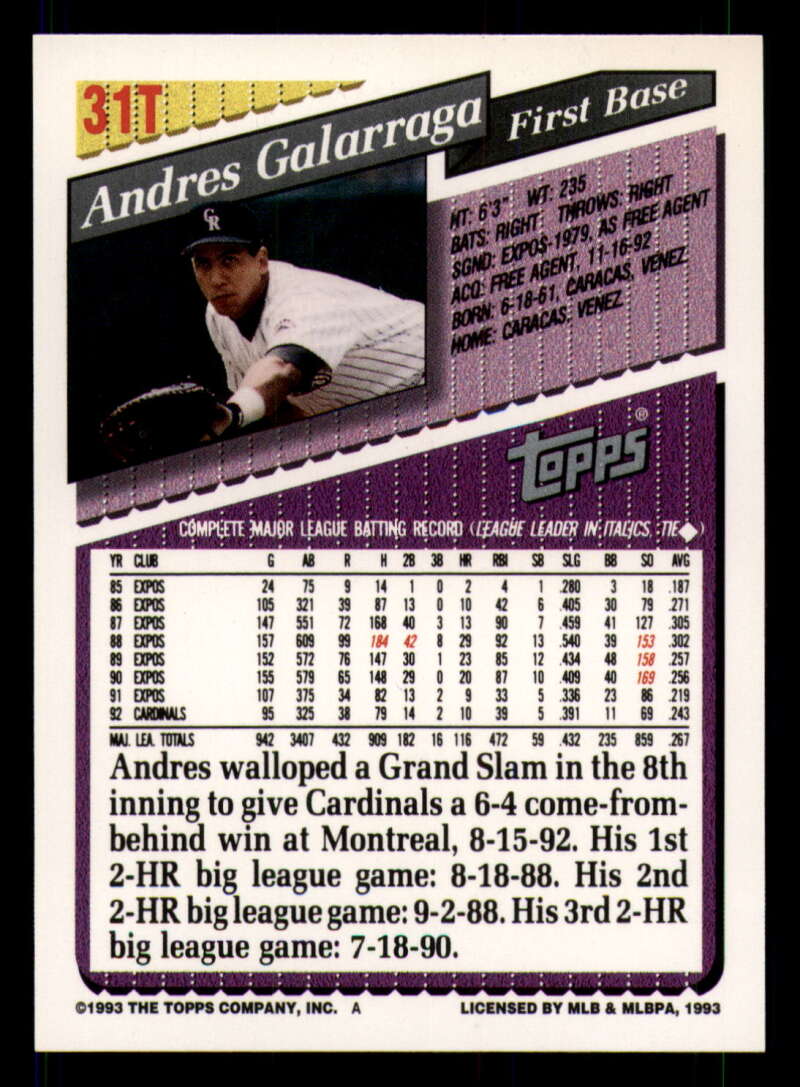 31T
Andres Galarraga
First Base
CR
HT: 6'3" WT: 235
BATS: RIGHT THROWS: RIGHT
SGND: EXPOS-1979, AS FREE AGENT
ACQ: FREE AGENT, 11-16-92
BORN: 6-18-61, CARACAS, VENEZ.
HOME: CARACAS, VENEZ.
Topps®
COMPLETE MAJOR LEAGUE BATTING RECORD (LEAGUE LEADER IN ITALICS, TIE◆)
YR CLUB G AB R H 2B 3B HR RBI SB SLG BB SO AVG
85 EXPOS 24 75 9 14 1 0 2 4 1 .280 3 18 .187
86 EXPOS 105 321 39 87 13 0 10 42 6 .405 30 79 .271
87 EXPOS 147 551 72 168 40 3 13 90 7 .459 41 127 .305
88 EXPOS 157 609 99 184 42 8 29 92 13 .540 39 153 .302
89 EXPOS 152 572 76 147 30 1 23 85 12 .434 48 158 .257
90 EXPOS 155 579 65 148 29 0 20 87 10 .409 40 169 .256
91 EXPOS 107 375 34 82 13 2 9 33 5 .336 23 86 .219
92 CARDINALS 95 325 38 79 14 2 10 39 5 .391 11 69 .243
MAJ. LEA. TOTALS 942 3407 432 909 182 16 116 472 59 .432 235 859 .267
Andres walloped a Grand Slam in the 8th
inning to give Cardinals a 6-4 come-from-
behind win at Montreal, 8-15-92. His 1st
2-HR big league game: 8-18-88. His 2nd
2-HR big league game: 9-2-88. His 3rd 2-HR
big league game: 7-18-90.
©1993 THE TOPPS COMPANY, INC. A
LICENSED BY MLB & MLBPA, 1993